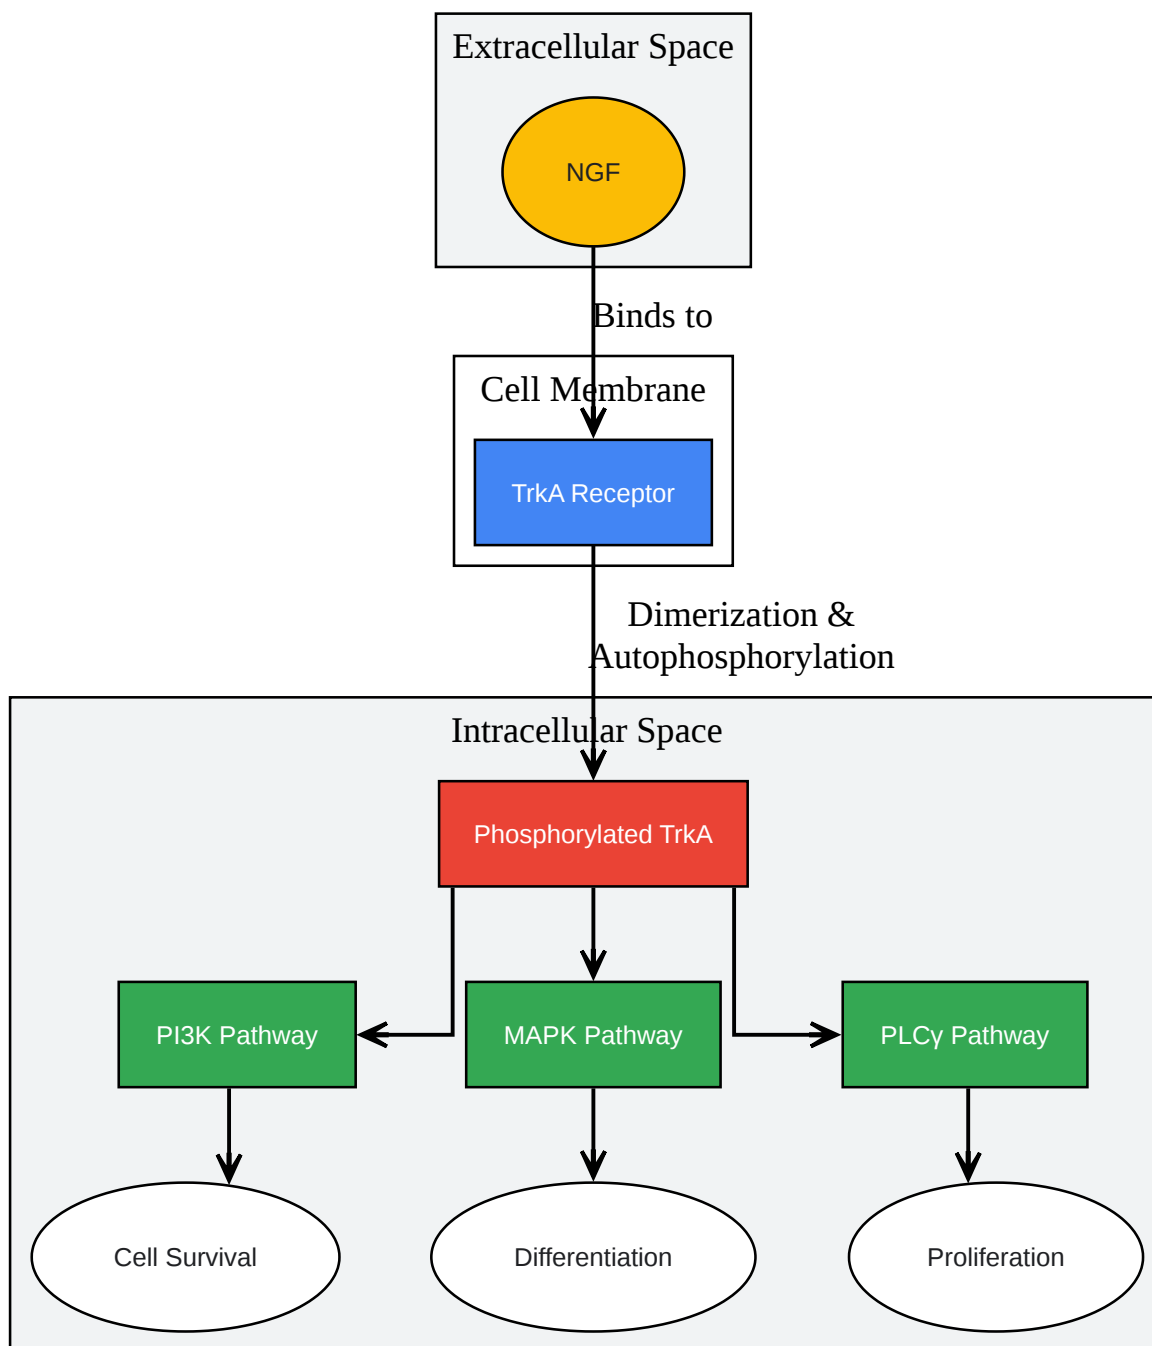 Extracellular Space
NGF
Binds to
Cell Membrane
TrkA Receptor
Dimerization &
Autophosphorylation
Intracellular Space
Phosphorylated TrkA
PI3K Pathway
MAPK Pathway
PLCγ Pathway
Cell Survival
Differentiation
Proliferation